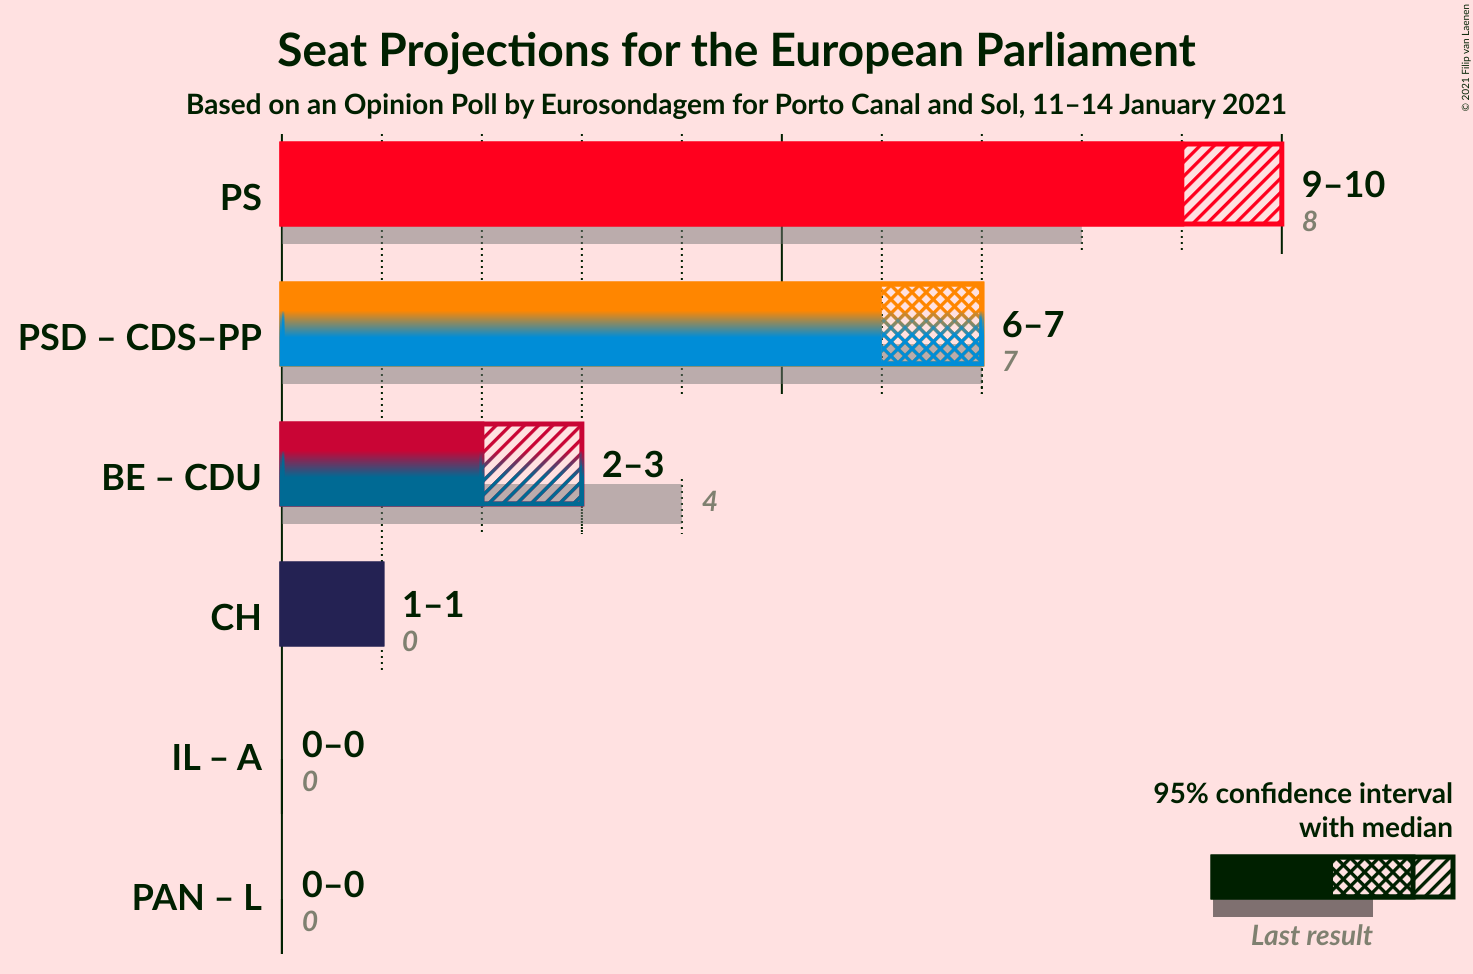 Seat Projections for the European Parliament
Based on an Opinion Poll by Eurosondagem for Porto Canal and Sol, 11–14 January 2021
© 2021 Filip van Laenen
PS
9–10
8
PSD – CDS–PP
6–7
7
BE – CDU
2–3
4
CH
1–1
0
IL – A
0–0
0
PAN – L
0–0
0
95% confidence interval
with median
Last result